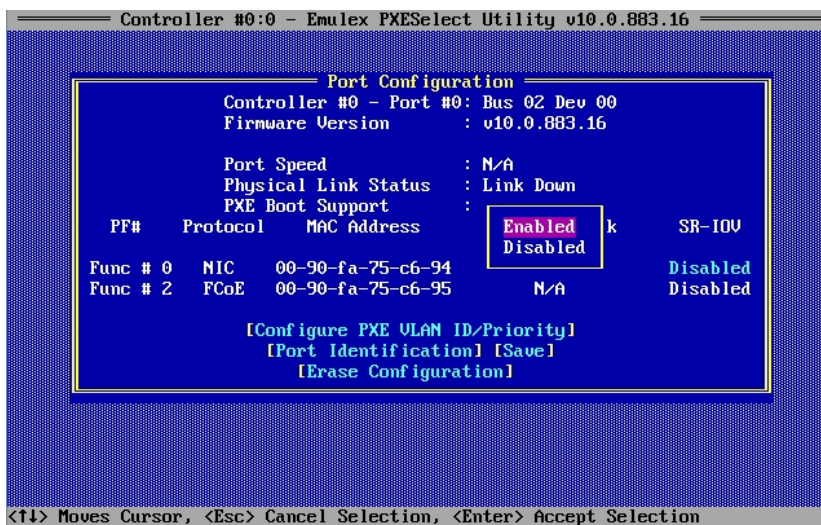 Controller #0:0 - Emulex PXESelect Utility v10.0.883.16
Port Configuration
Controller #0 - Port #0: Bus 02 Dev 00
Firmware Version : v10.0.883.16
Port Speed : N/A
Physical Link Status : Link Down
PXE Boot Support :
PF# Protocol MAC Address Enabled k SR-IOV
Disabled
Func # 0 NIC 00-90-fa-75-c6-94 Disabled
Func # 2 FCoE 00-90-fa-75-c6-95 N/A Disabled
[Configure PXE VLAN ID/Priority]
[Port Identification] [Save]
[Erase Configuration]
<↑↓> Moves Cursor, <Esc> Cancel Selection, <Enter> Accept Selection